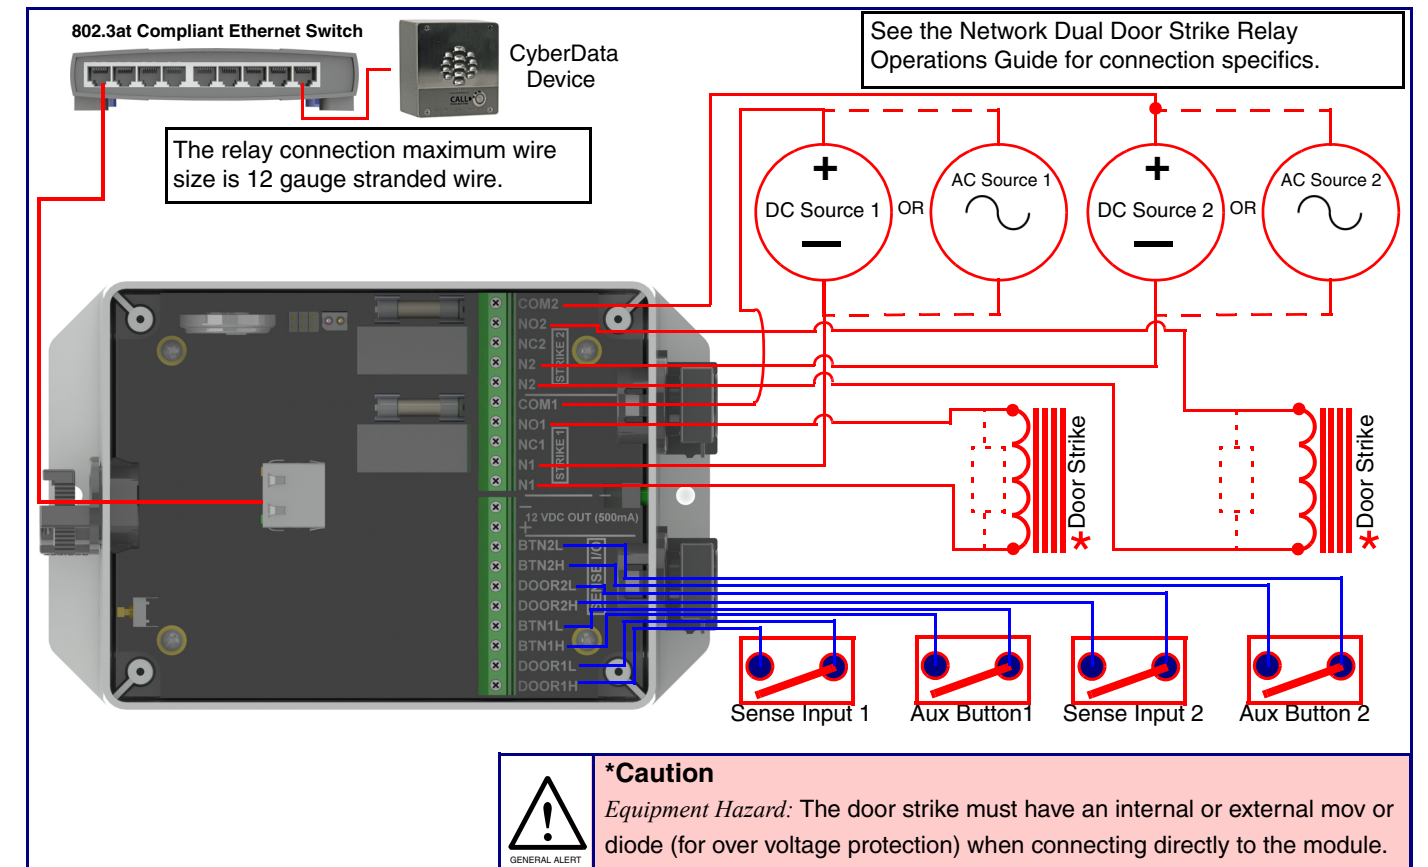 802.3at Compliant Ethernet Switch
CyberData
Device
CALL
See the Network Dual Door Strike Relay
Operations Guide for connection specifics.
The relay connection maximum wire
size is 12 gauge stranded wire.
+
DC Source 1
—
OR
AC Source 1
+
DC Source 2
—
OR
AC Source 2
COM2
NO2
NC2
N2
N2
STRIKE 2
COM1
NO1
NC1
N1
N1
STRIKE 1
–
12 VDC OUT (500mA)
+
BTN2L
BTN2H
DOOR2L
DOOR2H
BTN1L
BTN1H
DOOR1L
DOOR1H
SENSE I/O
*Door Strike
*Door Strike
Sense Input 1
Aux Button1
Sense Input 2
Aux Button 2
!
GENERAL ALERT
*Caution
Equipment Hazard: The door strike must have an internal or external mov or
diode (for over voltage protection) when connecting directly to the module.